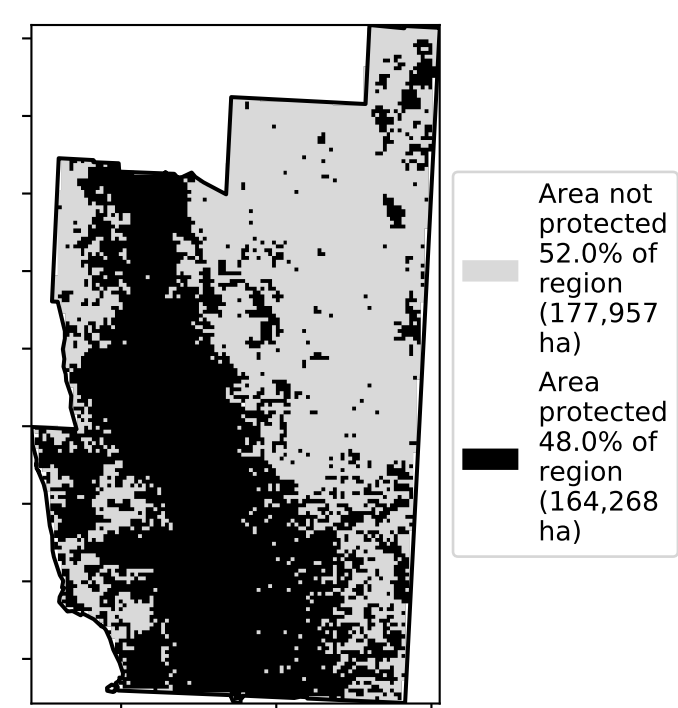 Area not
protected
52.0% of
region
(177,957
ha)
Area
protected
48.0% of
region
(164,268
ha)